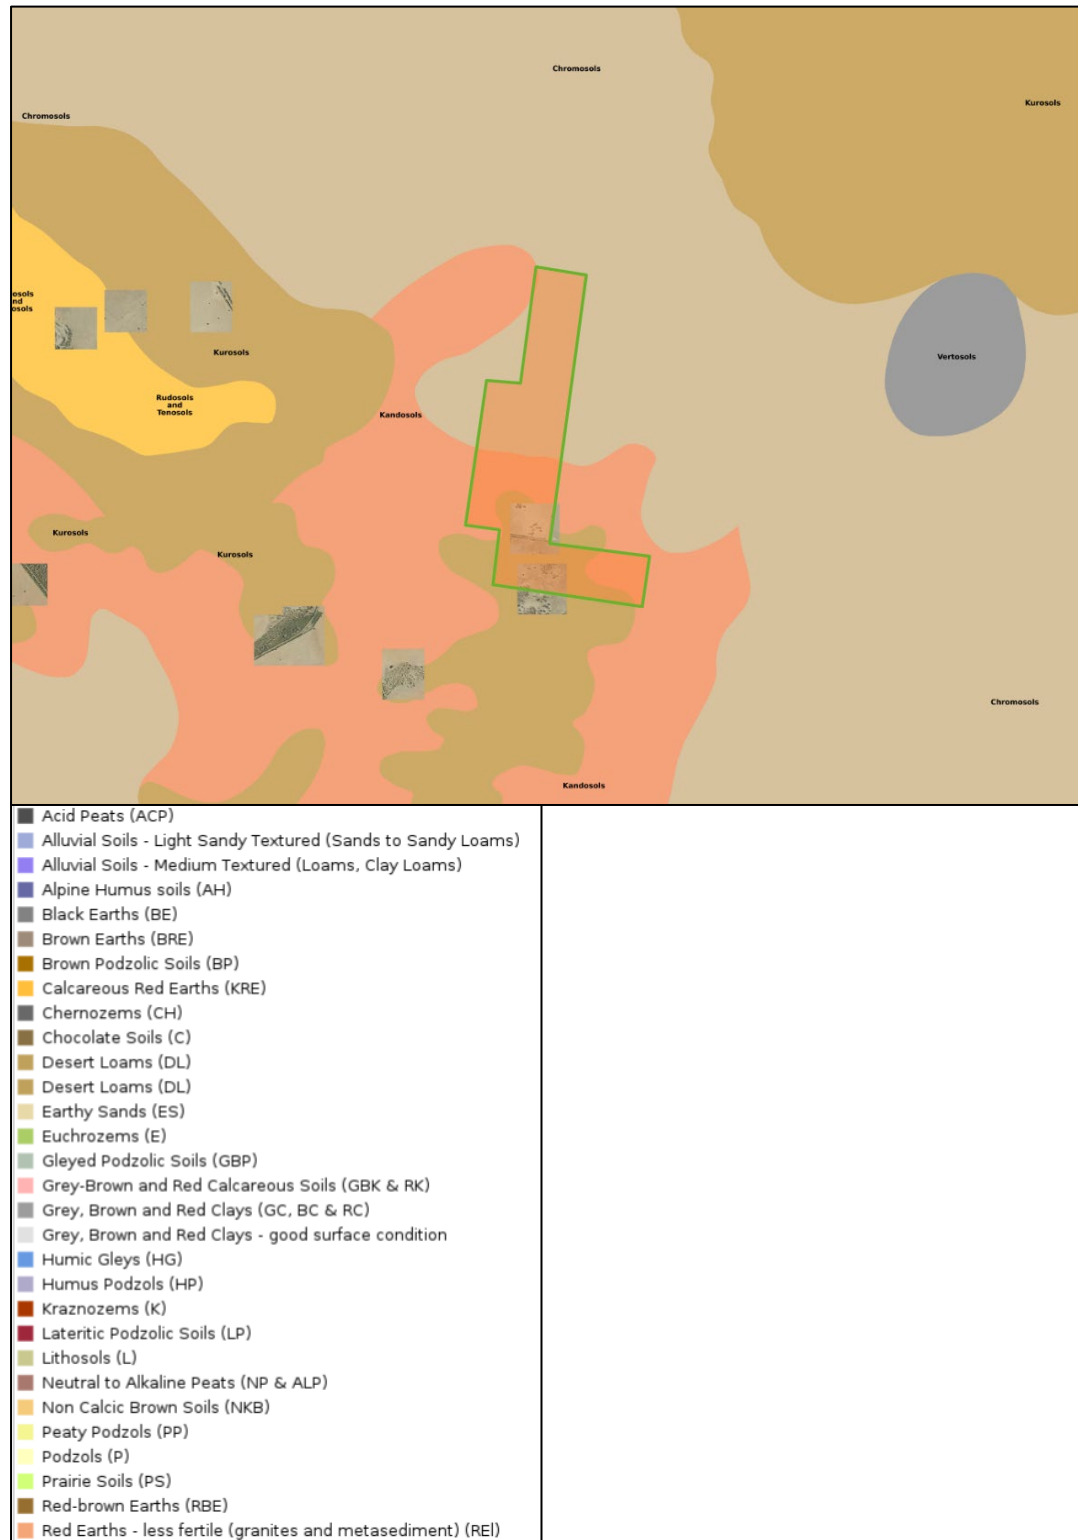 Chromosols
Kurosols
Chromosols
osols
nd
osols
Kurosols
Vertosols
Rudosols
and
Tenosols
Kandosols
Kurosols
Kurosols
Chromosols
Kandosols
Acid Peats (ACP)
Alluvial Soils - Light Sandy Textured (Sands to Sandy Loams)
Alluvial Soils - Medium Textured (Loams, Clay Loams)
Alpine Humus soils (AH)
Black Earths (BE)
Brown Earths (BRE)
Brown Podzolic Soils (BP)
Calcareous Red Earths (KRE)
Chernozems (CH)
Chocolate Soils (C)
Desert Loams (DL)
Desert Loams (DL)
Earthy Sands (ES)
Euchrozems (E)
Gleyed Podzolic Soils (GBP)
Grey-Brown and Red Calcareous Soils (GBK & RK)
Grey, Brown and Red Clays (GC, BC & RC)
Grey, Brown and Red Clays - good surface condition
Humic Gleys (HG)
Humus Podzols (HP)
Kraznozems (K)
Lateritic Podzolic Soils (LP)
Lithosols (L)
Neutral to Alkaline Peats (NP & ALP)
Non Calcic Brown Soils (NKB)
Peaty Podzols (PP)
Podzols (P)
Prairie Soils (PS)
Red-brown Earths (RBE)
Red Earths - less fertile (granites and metasediment) (REl)